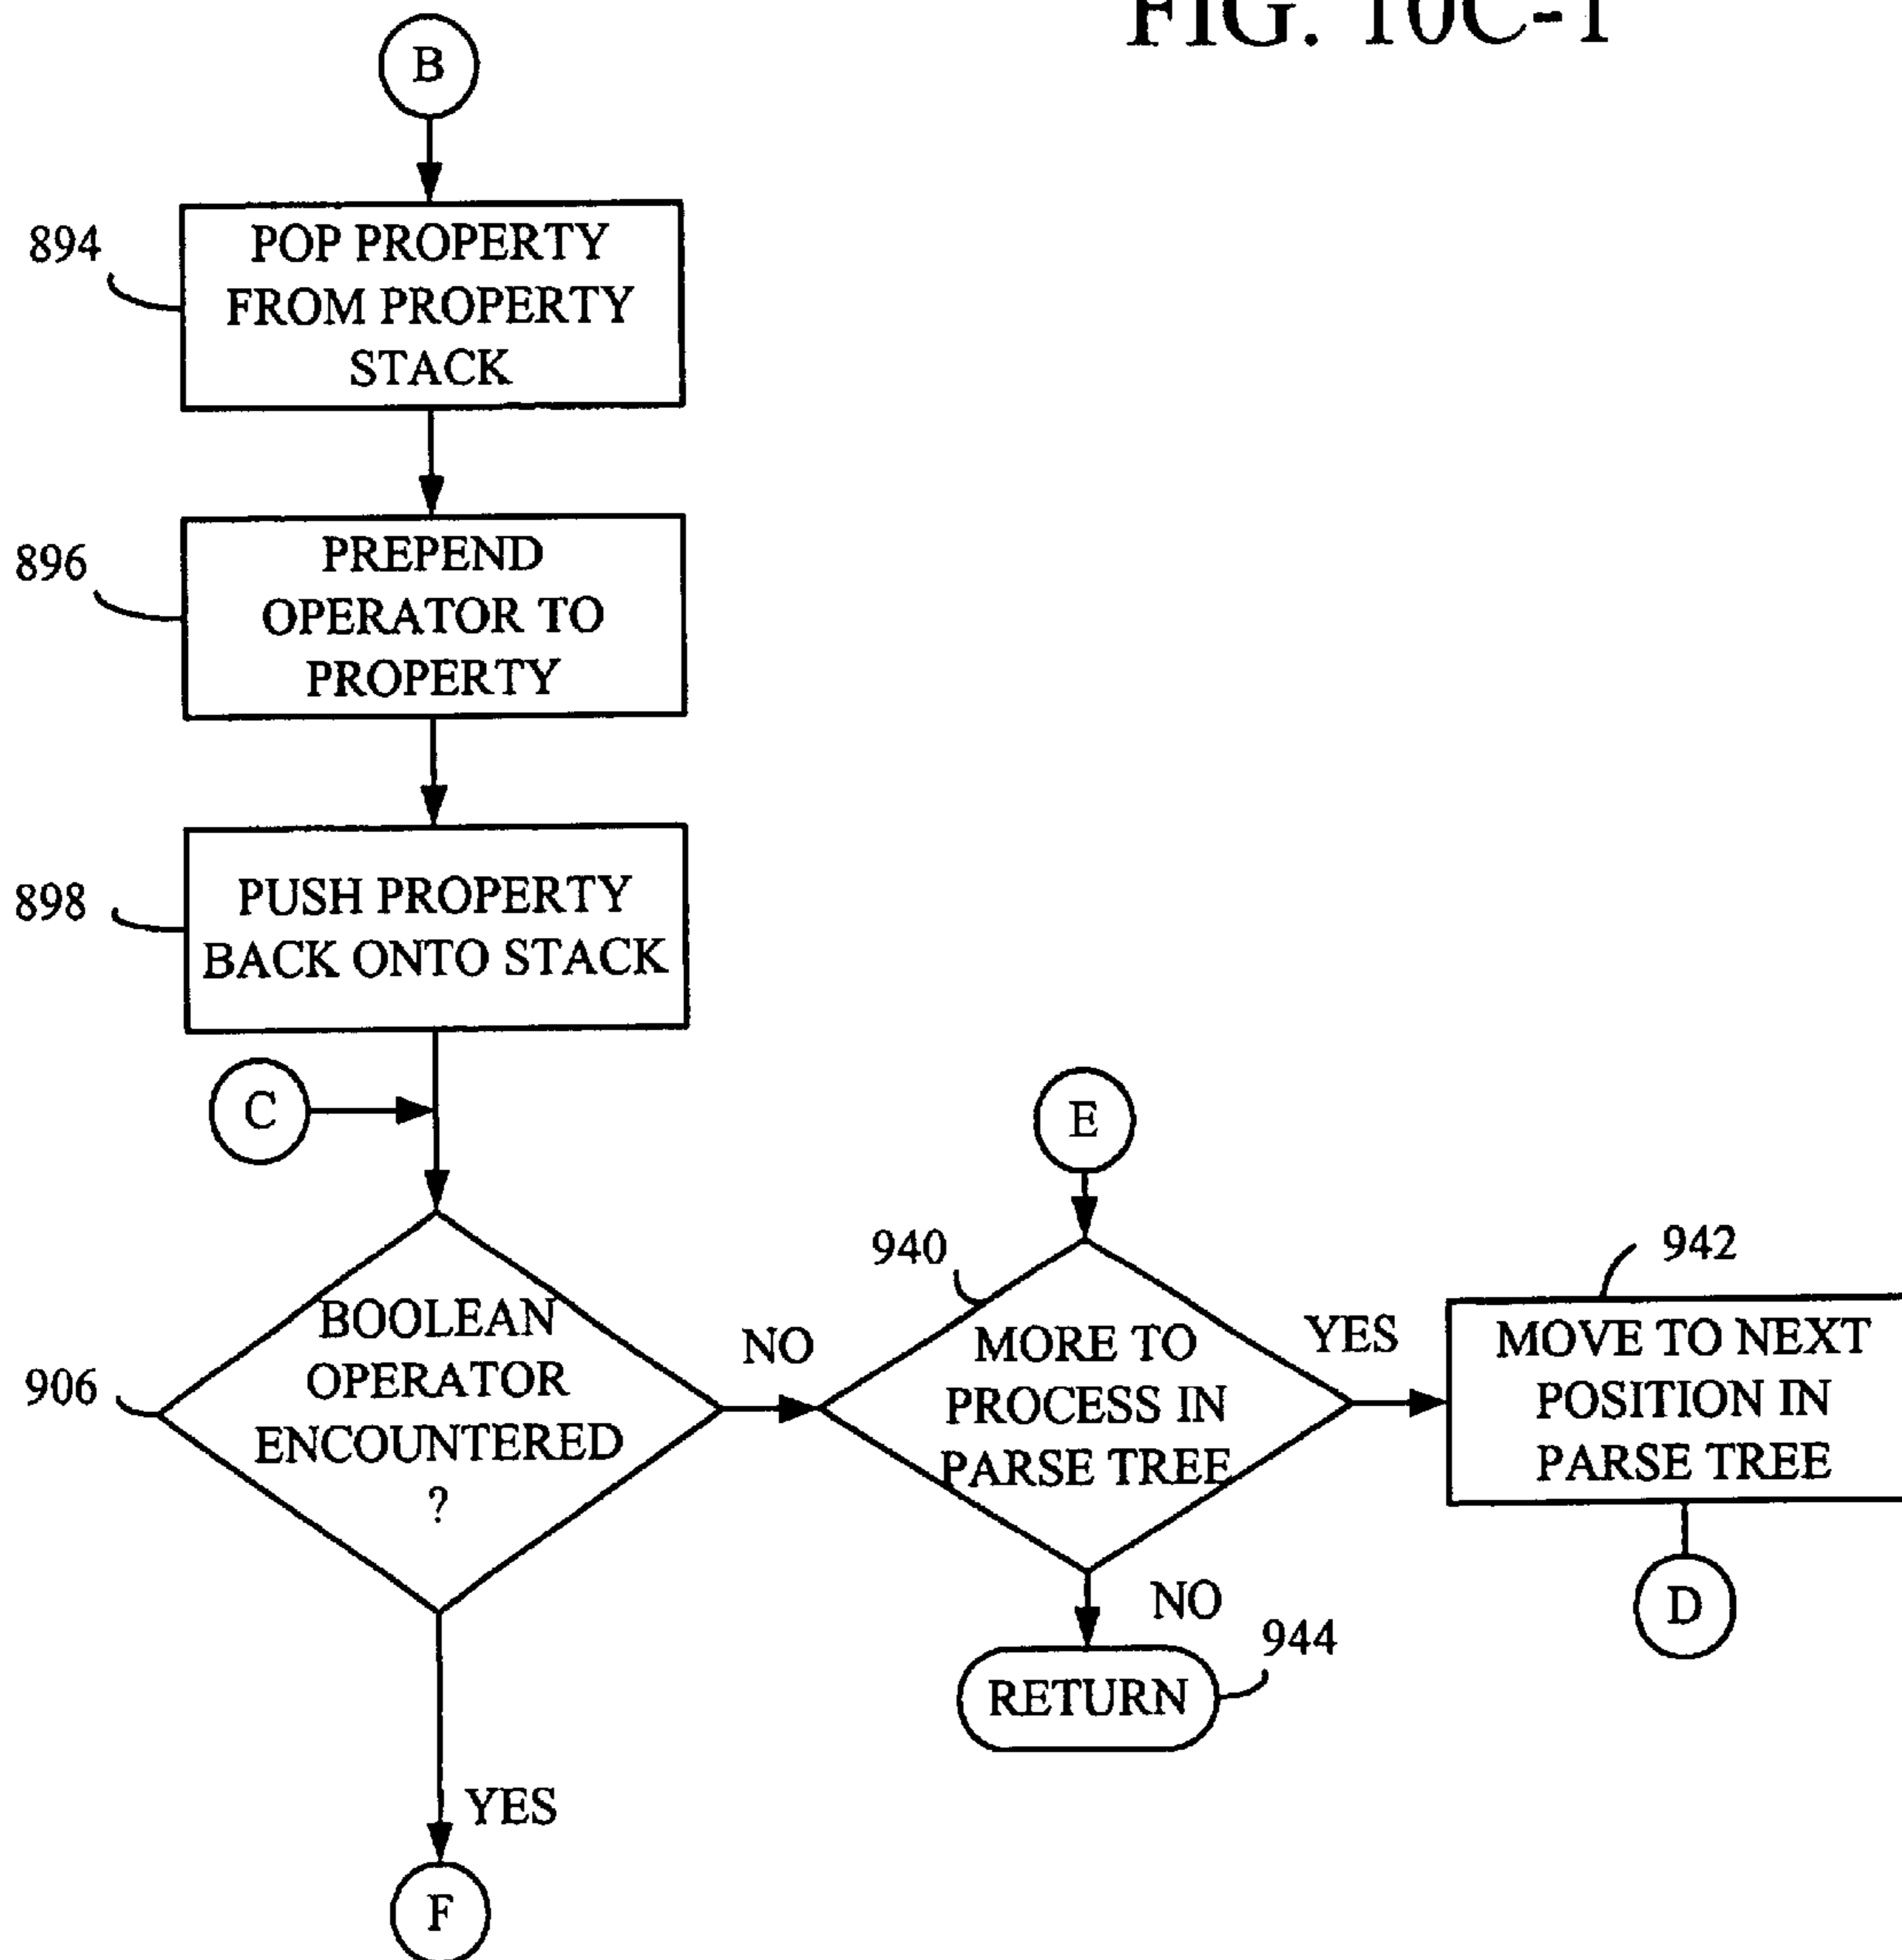 FIG. 10C-1
B
894
POP PROPERTY
FROM PROPERTY
STACK
896
PREPEND
OPERATOR TO
PROPERTY
898
PUSH PROPERTY
BACK ONTO STACK
C
E
906
BOOLEAN
OPERATOR
ENCOUNTERED
?
NO
940
MORE TO
PROCESS IN
PARSE TREE
YES
942
MOVE TO NEXT
POSITION IN
PARSE TREE
D
NO
944
RETURN
YES
F